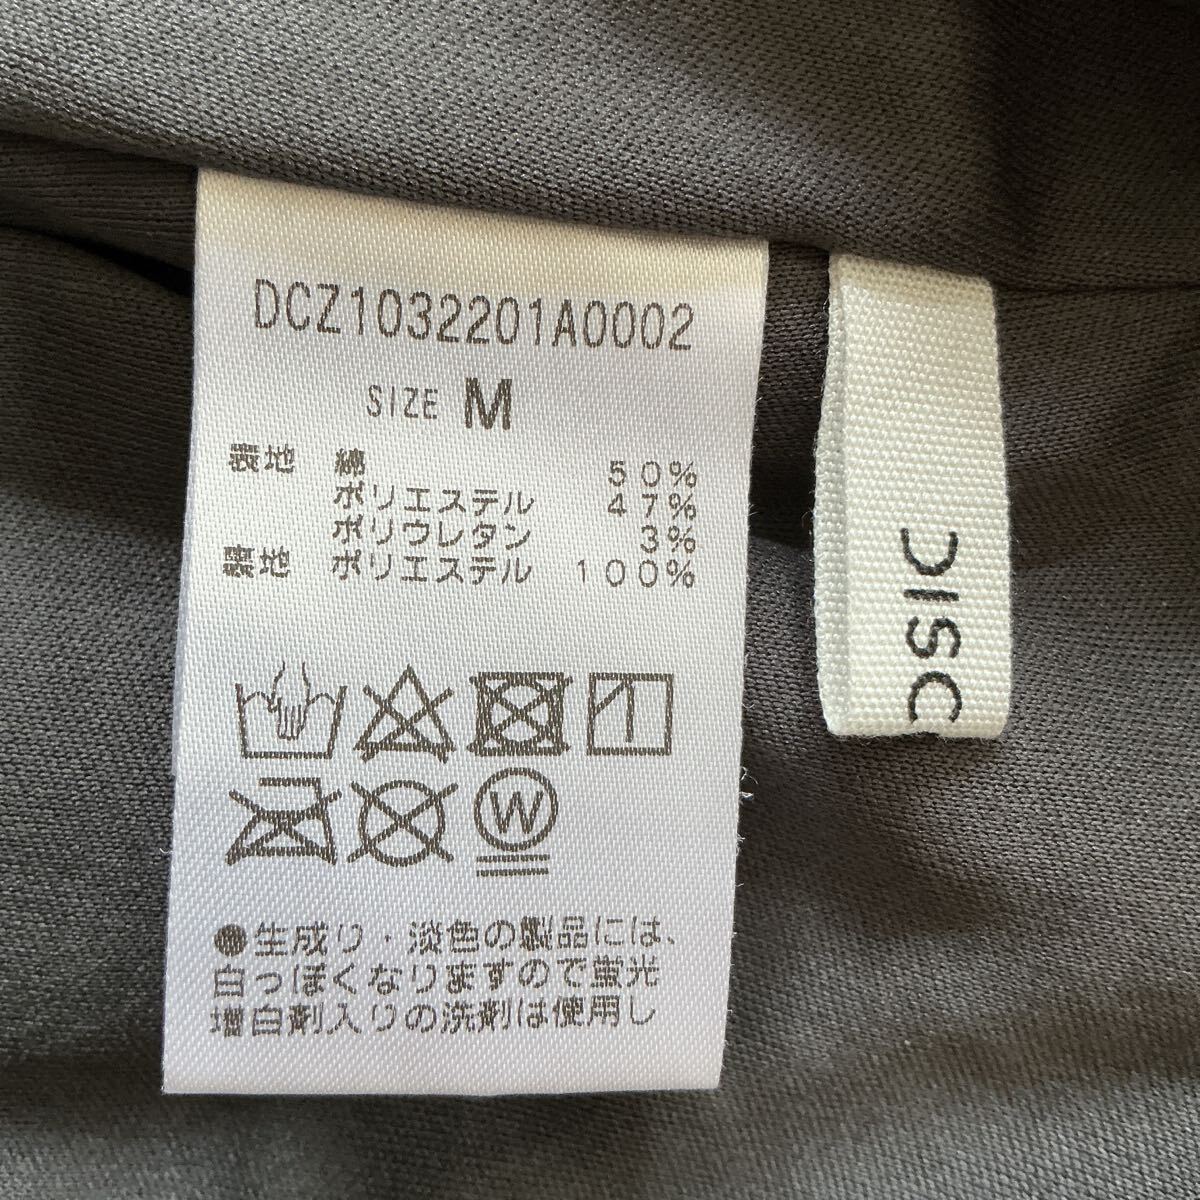 DCZ1032201A0002
SIZE M
表地 綿 50%
ポリエステル 47%
ポリウレタン 3%
裏地 ポリエステル 100%
W
●生成り・淡色の製品には、
白っぽくなりますので蛍光
増白剤入りの洗剤は使用し
DISC